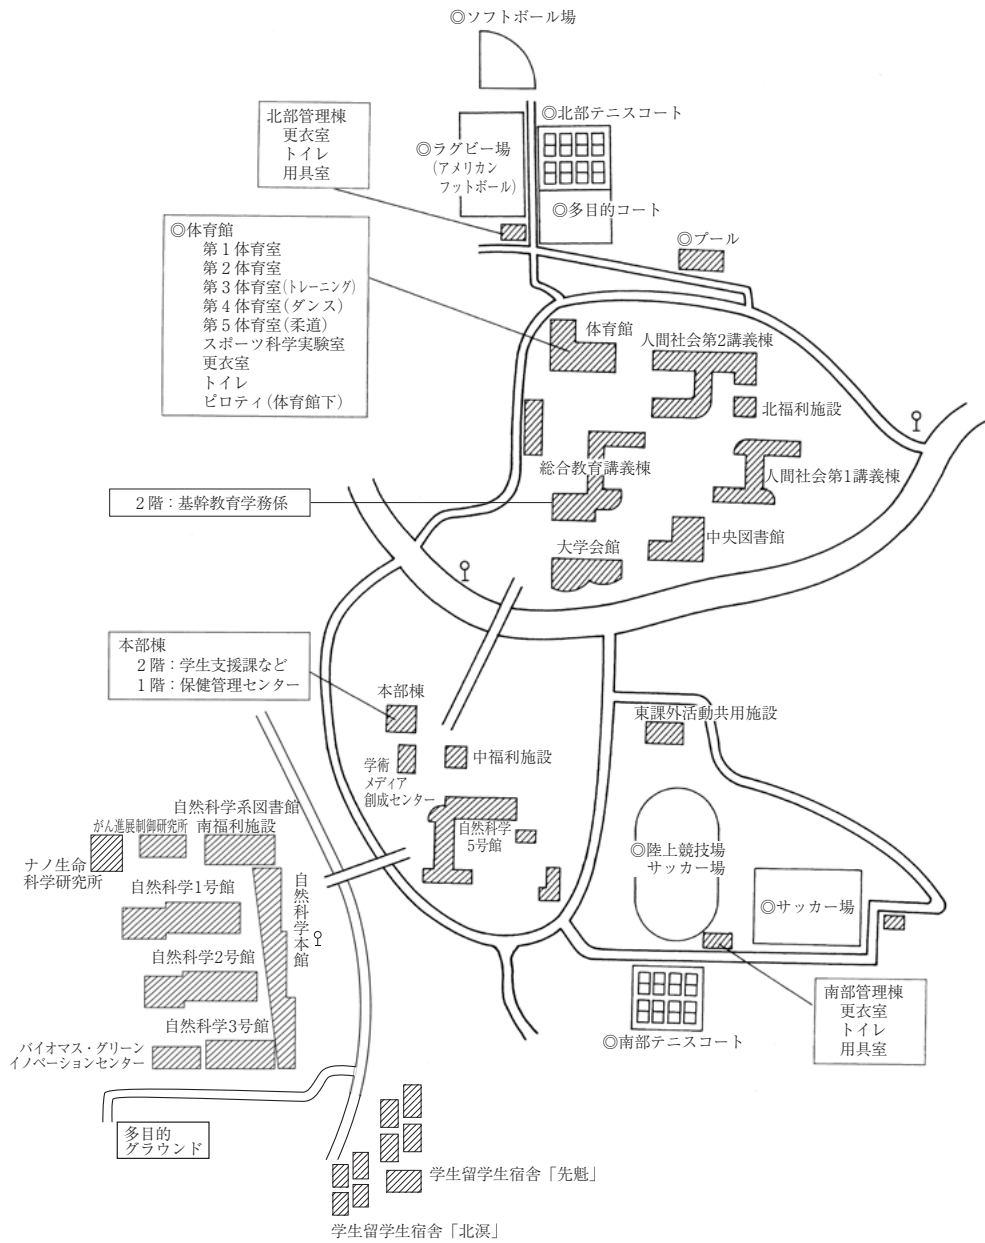 ◎ソフトボール場
北部管理棟
更衣室
トイレ
用具室
◎北部テニスコート
◎ラグビー場
(アメリカン
フットボール)
◎多目的コート
◎プール
◎体育館
第1体育室
第2体育室
第3体育室(トレーニング)
第4体育室(ダンス)
第5体育室(柔道)
スポーツ科学実験室
更衣室
トイレ
ピロティ(体育館下)
体育館
人間社会第2講義棟
北福利施設
総合教育講義棟
人間社会第1講義棟
2階:基幹教育学務係
大学会館
中央図書館
本部棟
2階:学生支援課など
1階:保健管理センター
本部棟
東課外活動共用施設
学術
メディア
創成センター
中福利施設
自然科学系図書館
南福利施設
がん進展制御研究所
ナノ生命
科学研究所
自然科学
5号館
◎陸上競技場
サッカー場
自然科学1号館
自然科学本館
◎サッカー場
自然科学2号館
南部管理棟
更衣室
トイレ
用具室
自然科学3号館
◎南部テニスコート
バイオマス・グリーン
イノベーションセンター
多目的
グラウンド
学生留学生宿舎「先魁」
学生留学生宿舎「北溟」